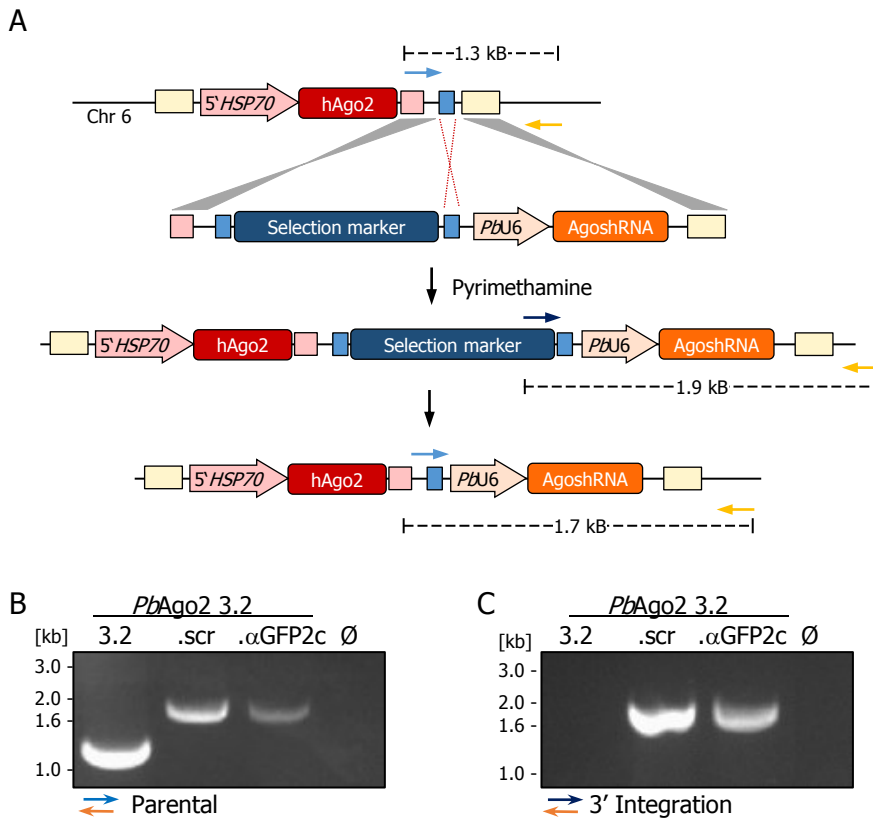 A
1.3 kB
5‘HSP70 hAgo2
Chr 6
Selection marker PbU6 AgoshRNA
Pyrimethamine
5‘HSP70 hAgo2 Selection marker PbU6 AgoshRNA
1.9 kB
5‘HSP70 hAgo2 PbU6 AgoshRNA
1.7 kB
B
PbAgo2 3.2
[kb] 3.2 .scr .αGFP2c Ø
3.0 -
2.0 -
1.6 -
1.0 -
Parental
C
PbAgo2 3.2
[kb] 3.2 .scr .αGFP2c Ø
3.0 -
2.0 -
1.6 -
1.0 -
3′ Integration